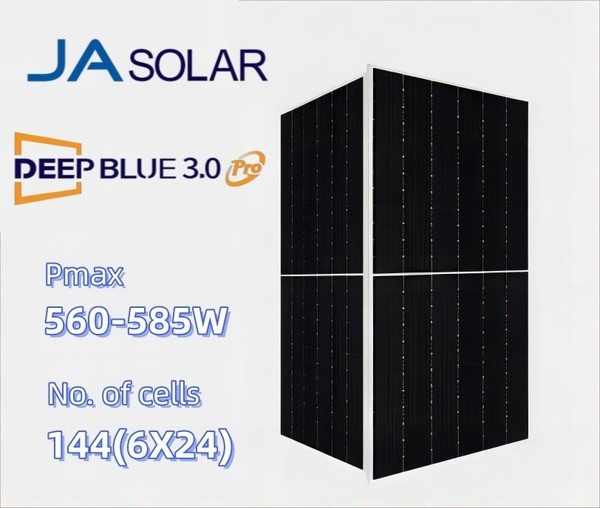 JA SOLAR
DEEP BLUE 3.0 Pro
Pmax
560-585W
No. of cells
144(6X24)